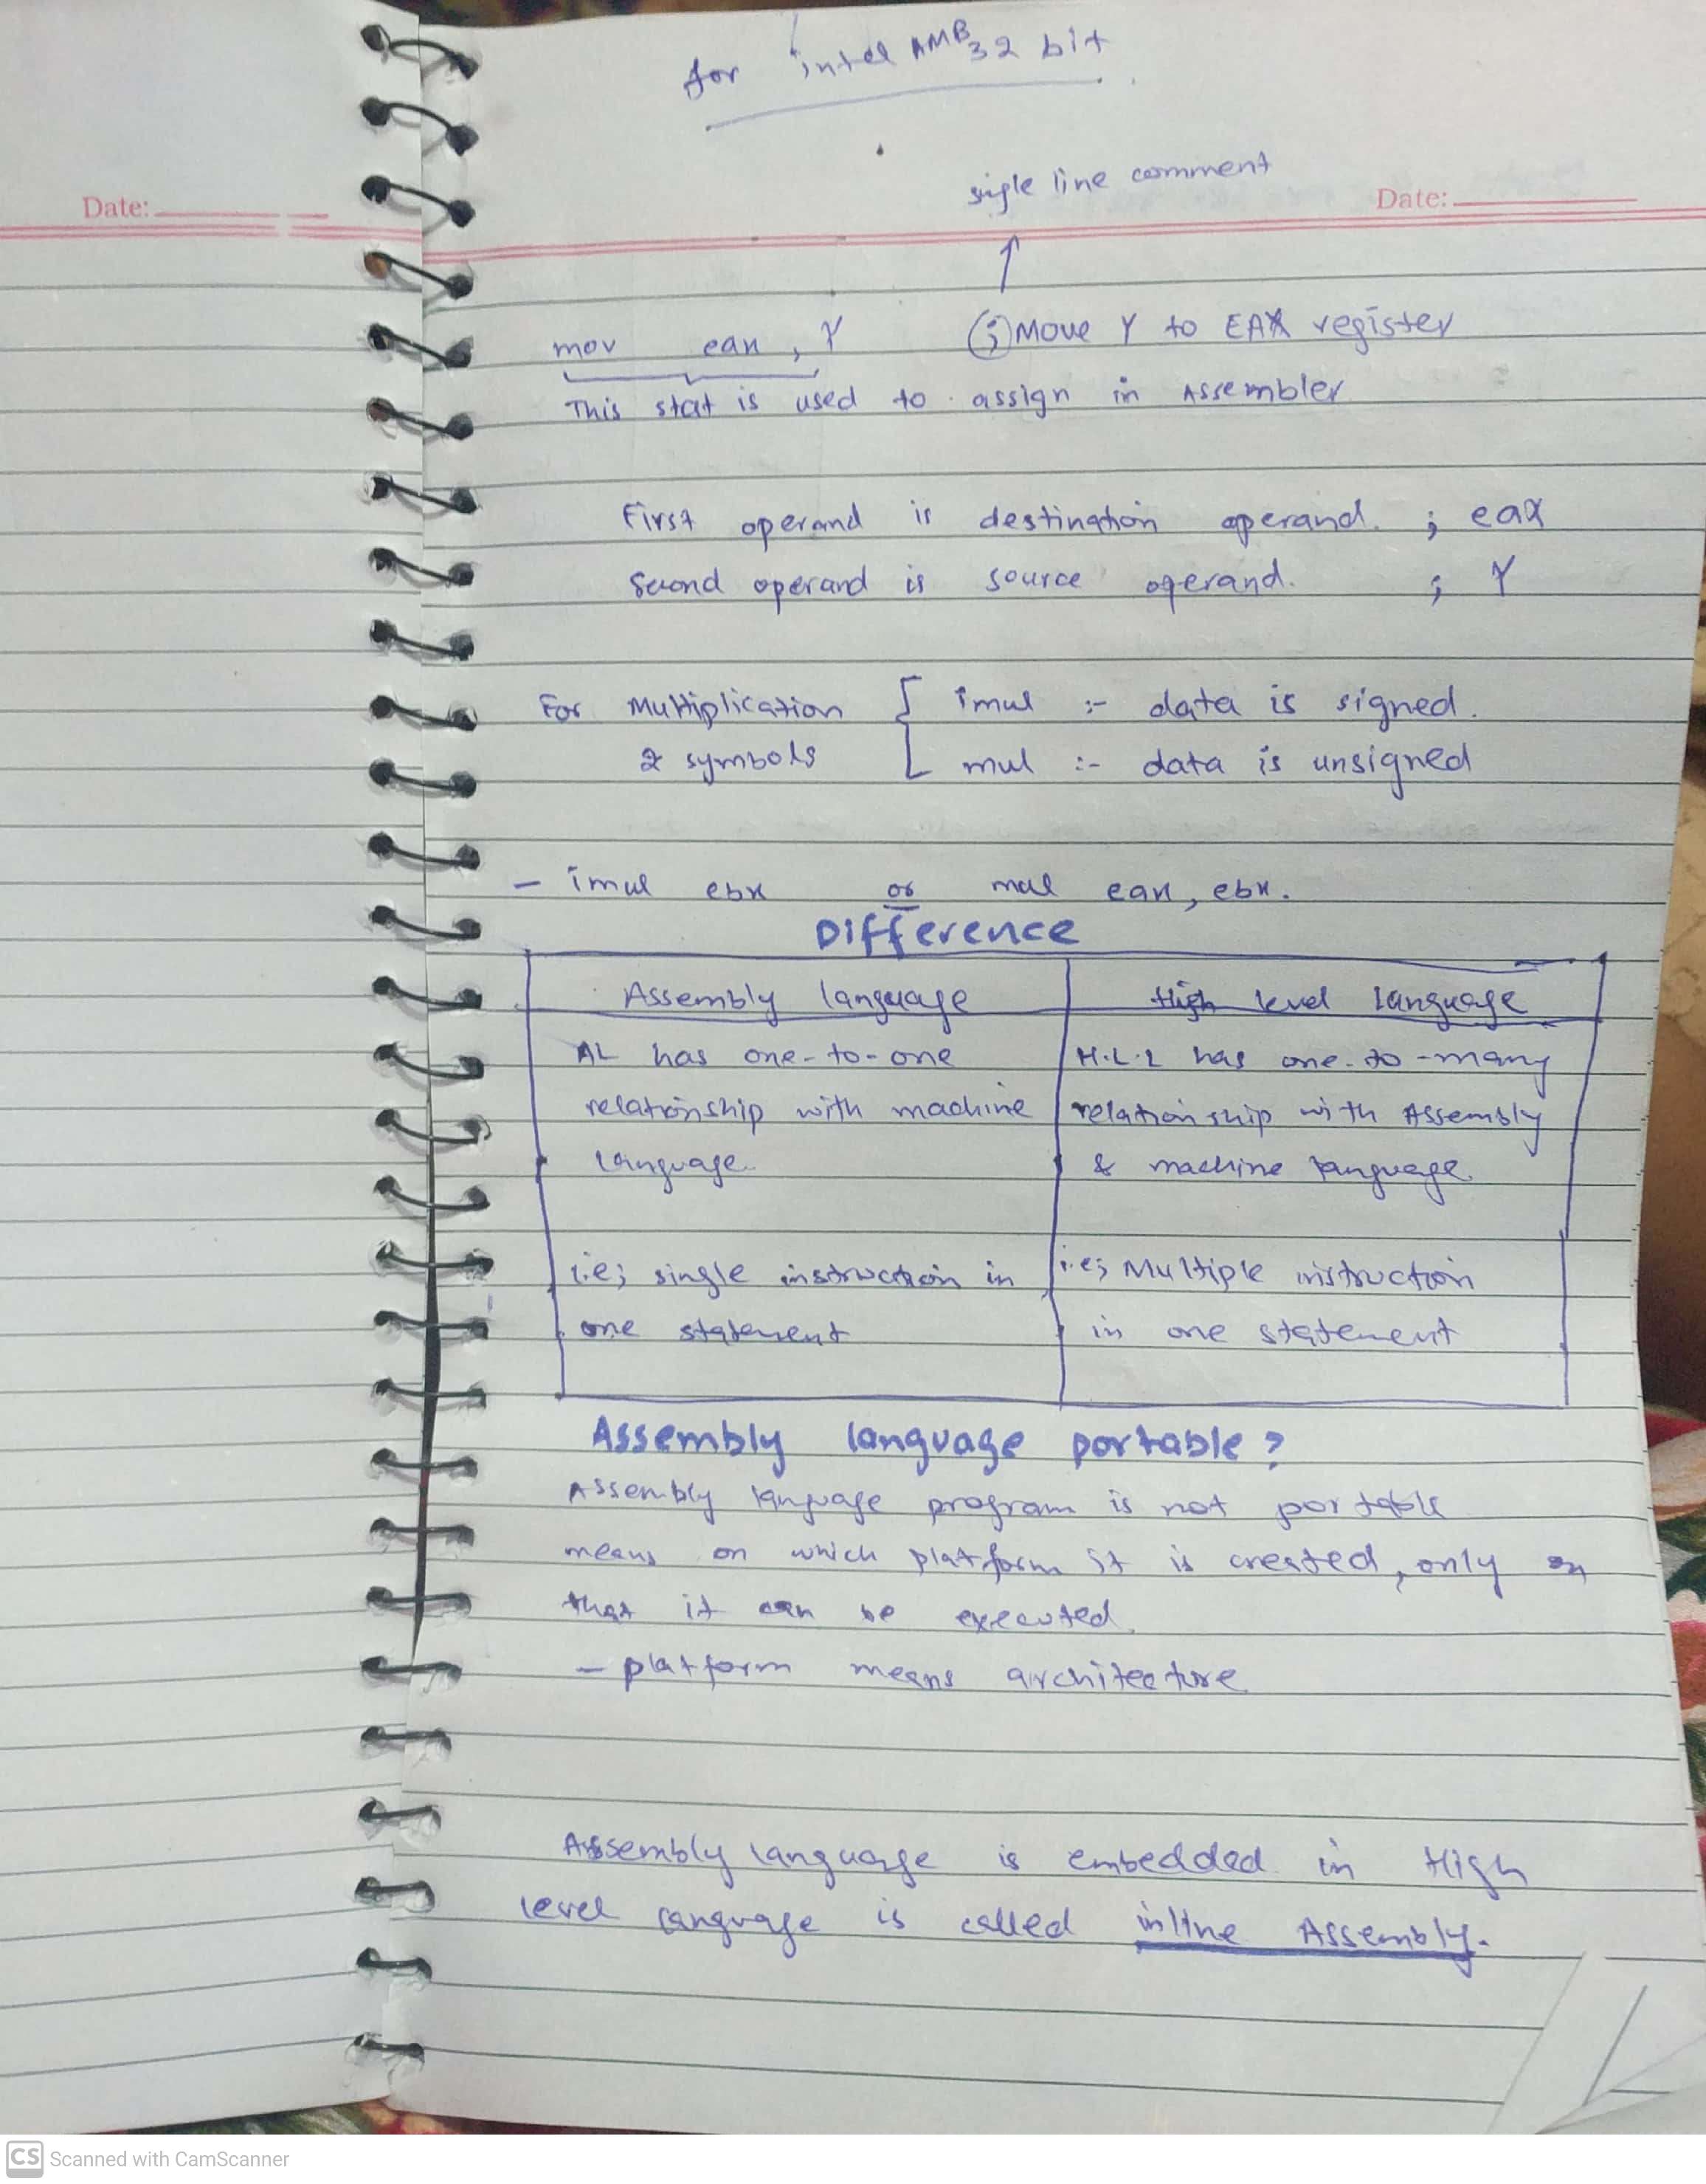 for intel AMB 32 bit
single line comment
Date:
Date:
mov eax, Y ; Move Y to EAX register
This stat is used to assign in Assembler
First operand is destination operand. ; eax
Second operand is source operand. ; Y
For Multiplication imul :- data is signed.
2 symbols mul :- data is unsigned
- imul ebx or mul eax, ebx.
Difference
Assembly language High level language
AL has one-to-one H.L.L has one-to-many
relationship with machine relationship with Assembly
language. & machine language.
i.e; single instruction in i.e; Multiple instruction
one statement in one statement
Assembly language portable?
Assembly language program is not portable
means on which platform it is created, only on
that it can be executed.
- platform means architecture
Assembly language is embedded in High
level language is called inline Assembly.
CS Scanned with CamScanner